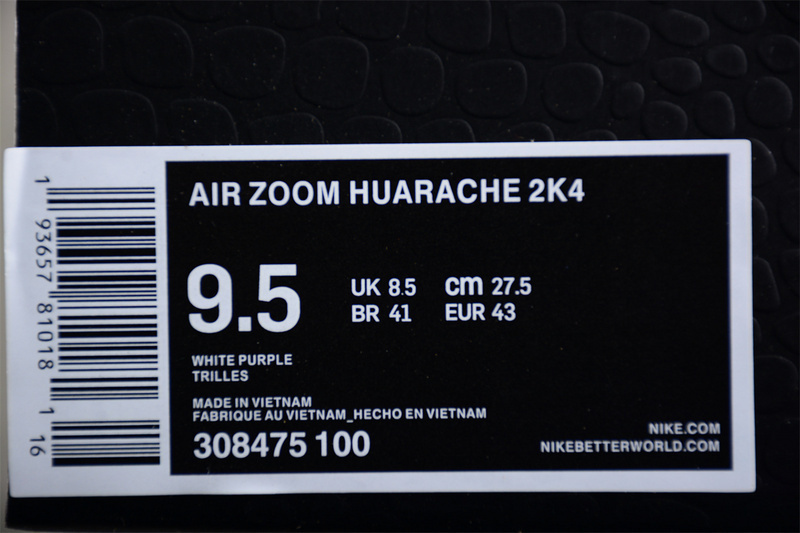 AIR ZOOM HUARACHE 2K4
9.5
UK 8.5 cm 27.5
BR 41 EUR 43
WHITE PURPLE
TRILLES
MADE IN VIETNAM
FABRIQUE AU VIETNAM_HECHO EN VIETNAM
308475 100
NIKE.COM
NIKEBETTERWORLD.COM
1 93657 81018 1 16